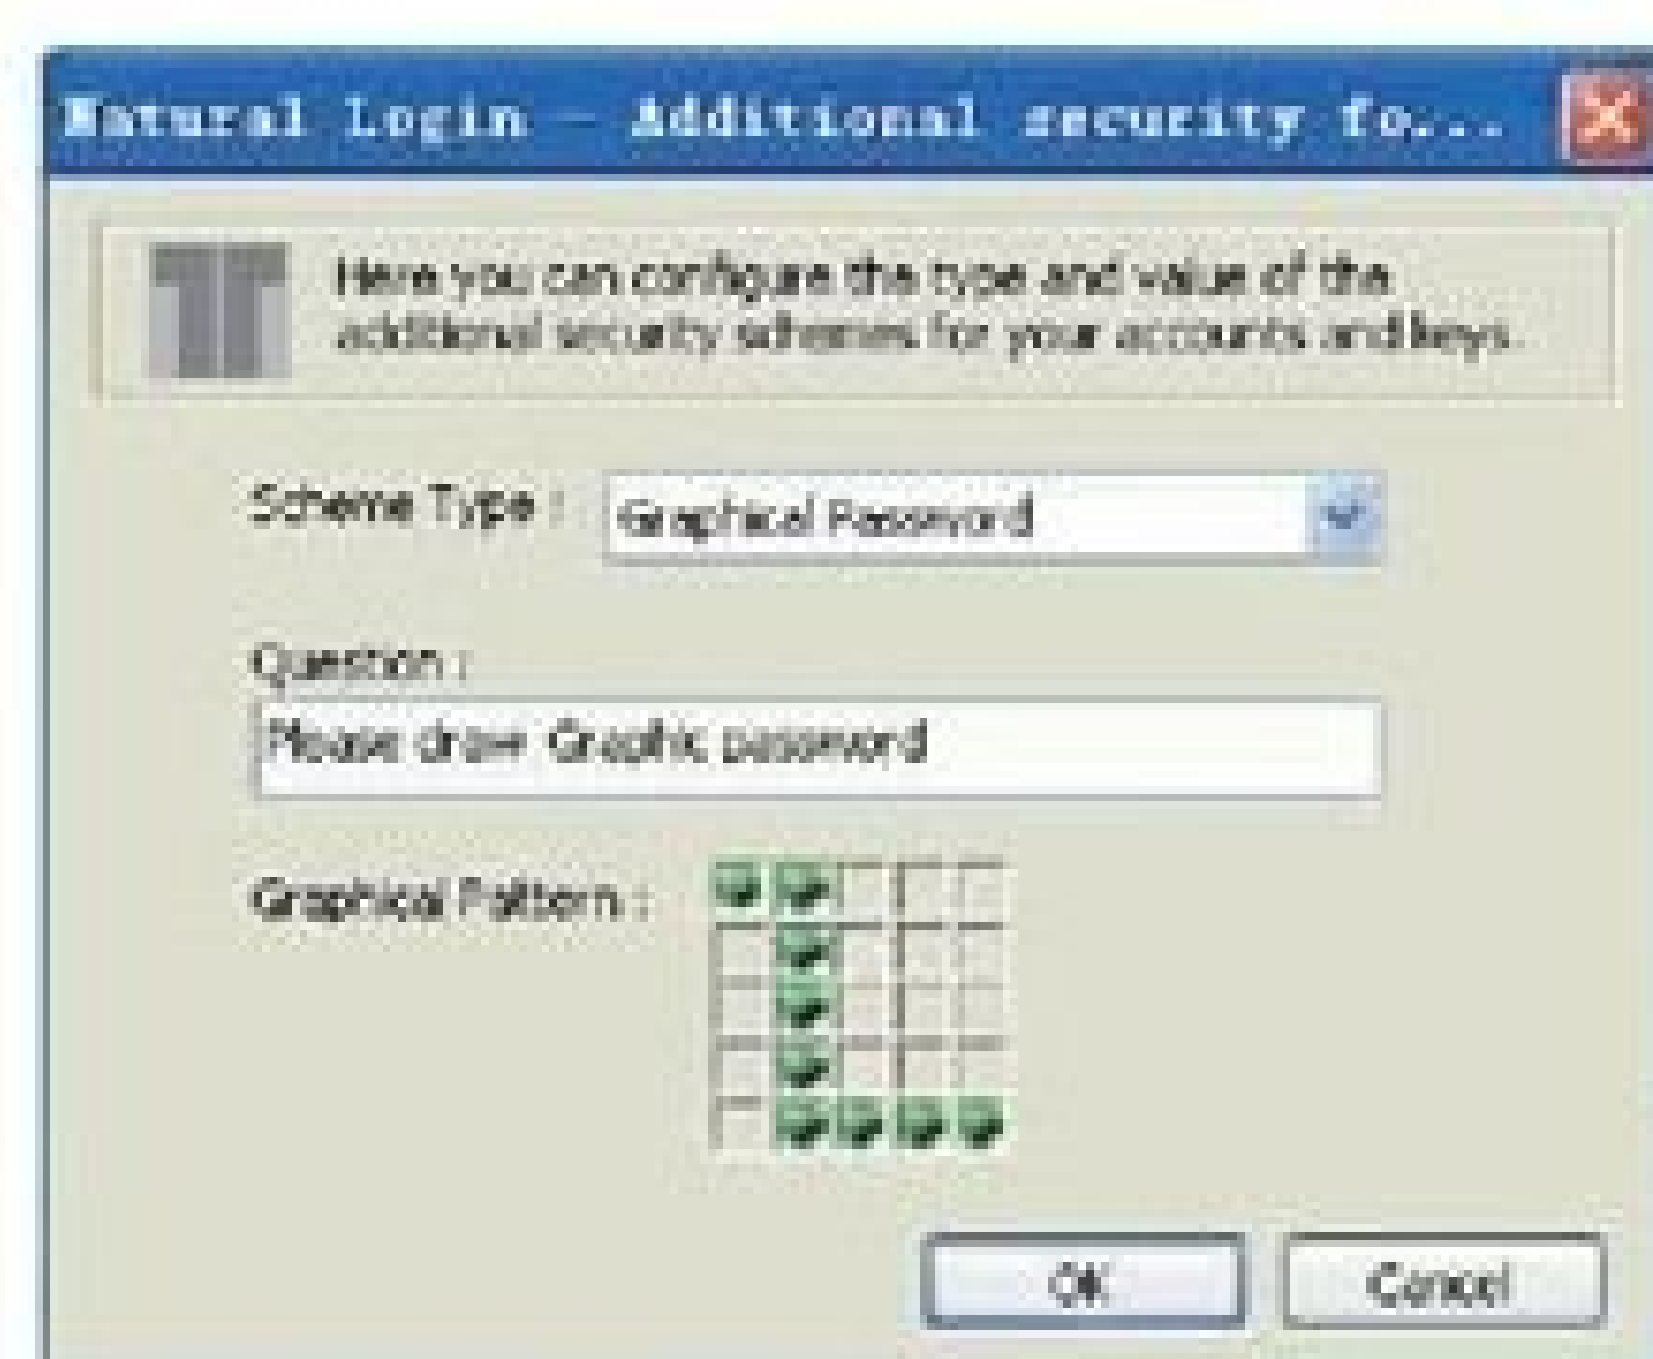 Natural Login - Additional security fo...
Here you can configure the type and value of the
additional security schemes for your accounts and keys.
Scheme Type :
Graphical Password
Question :
Please draw Graphic password
Graphical Pattern :
OK
Cancel